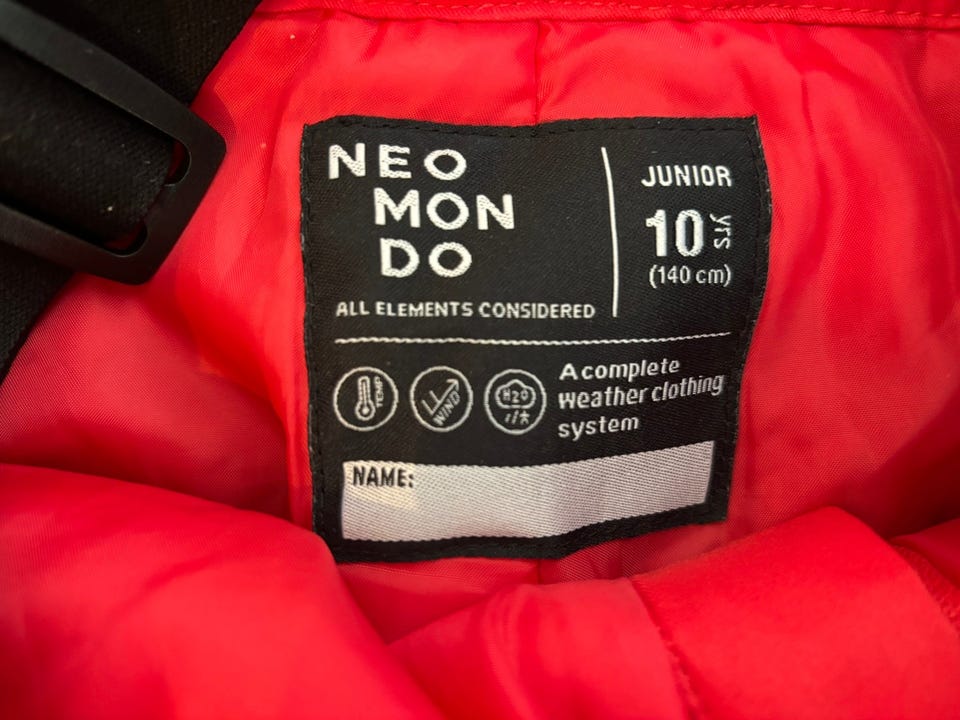 NEO
MON
DO
ALL ELEMENTS CONSIDERED
JUNIOR
10 yrs
(140 cm)
TEMP
WIND
H2O
A complete
weather clothing
system
NAME: